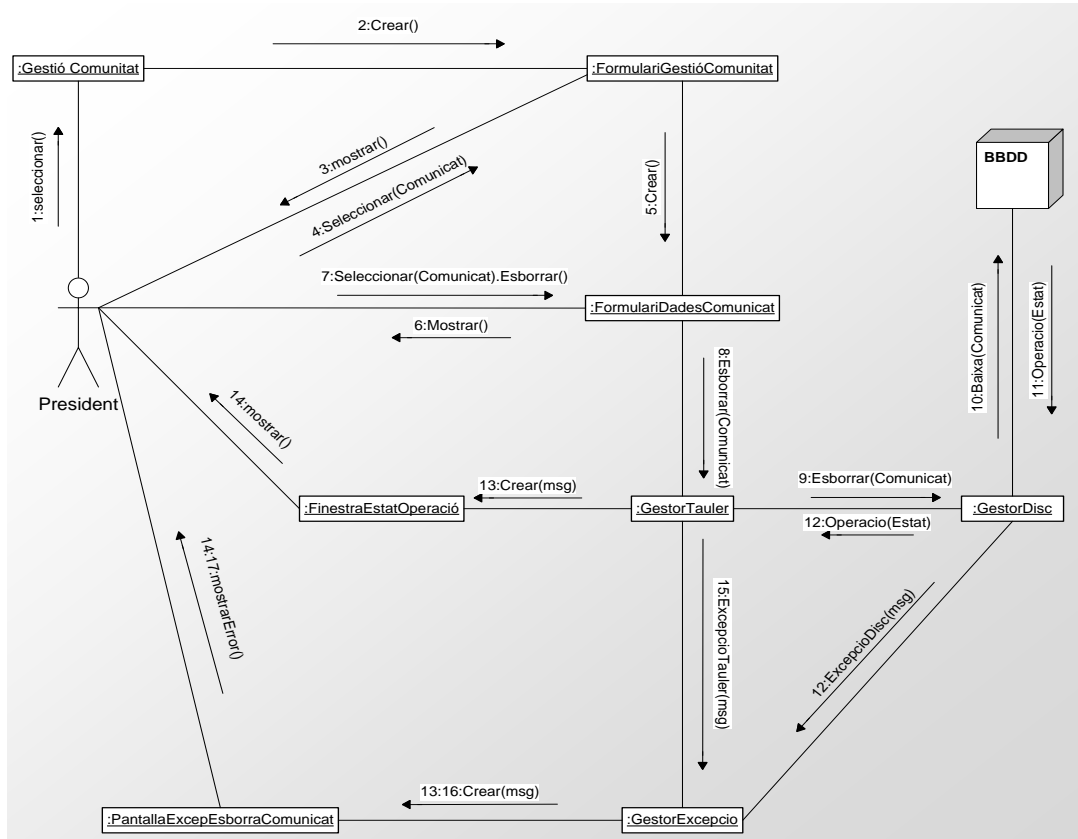 2:Crear()
:Gestió Comunitat
:FormulariGestióComunitat
1:seleccionar()
3:mostrar()
4:Seleccionar(Comunicat)
5:Crear()
BBDD
7:Seleccionar(Comunicat).Esborrar()
:FormulariDadesComunicat
6:Mostrar()
10:Baixa(Comunicat)
11:Operacio(Estat)
President
8:Esborrar(Comunicat)
14:mostrar()
13:Crear(msg)
9:Esborrar(Comunicat)
:FinestraEstatOperació
:GestorTauler
:GestorDisc
12:Operacio(Estat)
14:17:mostrarError()
15:ExcepcioTauler(msg)
12:ExcepcioDisc(msg)
13:16:Crear(msg)
:PantallaExcepEsborraComunicat
:GestorExcepcio